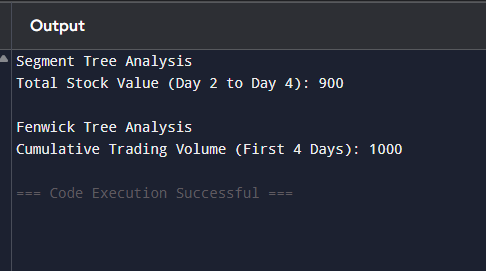 Output
Segment Tree Analysis
Total Stock Value (Day 2 to Day 4): 900
Fenwick Tree Analysis
Cumulative Trading Volume (First 4 Days): 1000
=== Code Execution Successful ===